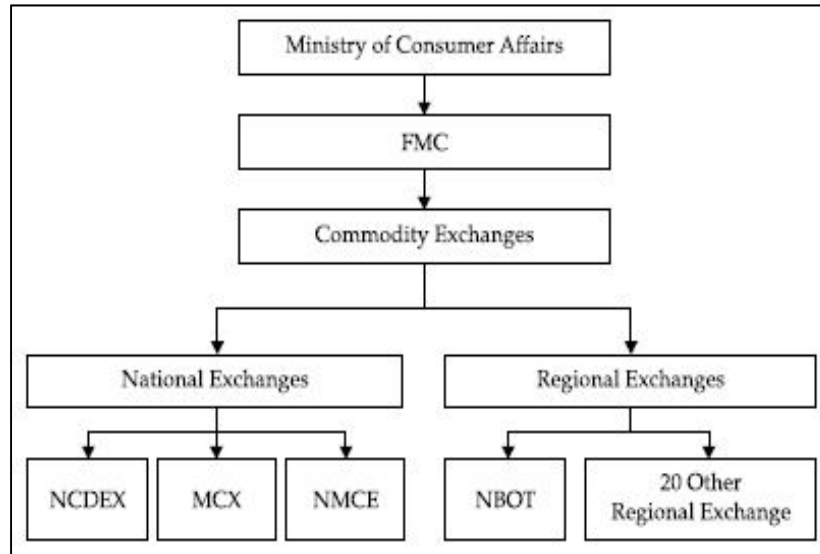 Ministry of Consumer Affairs
FMC
Commodity Exchanges
National Exchanges
Regional Exchanges
NCDEX
MCX
NMCE
NBOT
20 Other
Regional Exchange